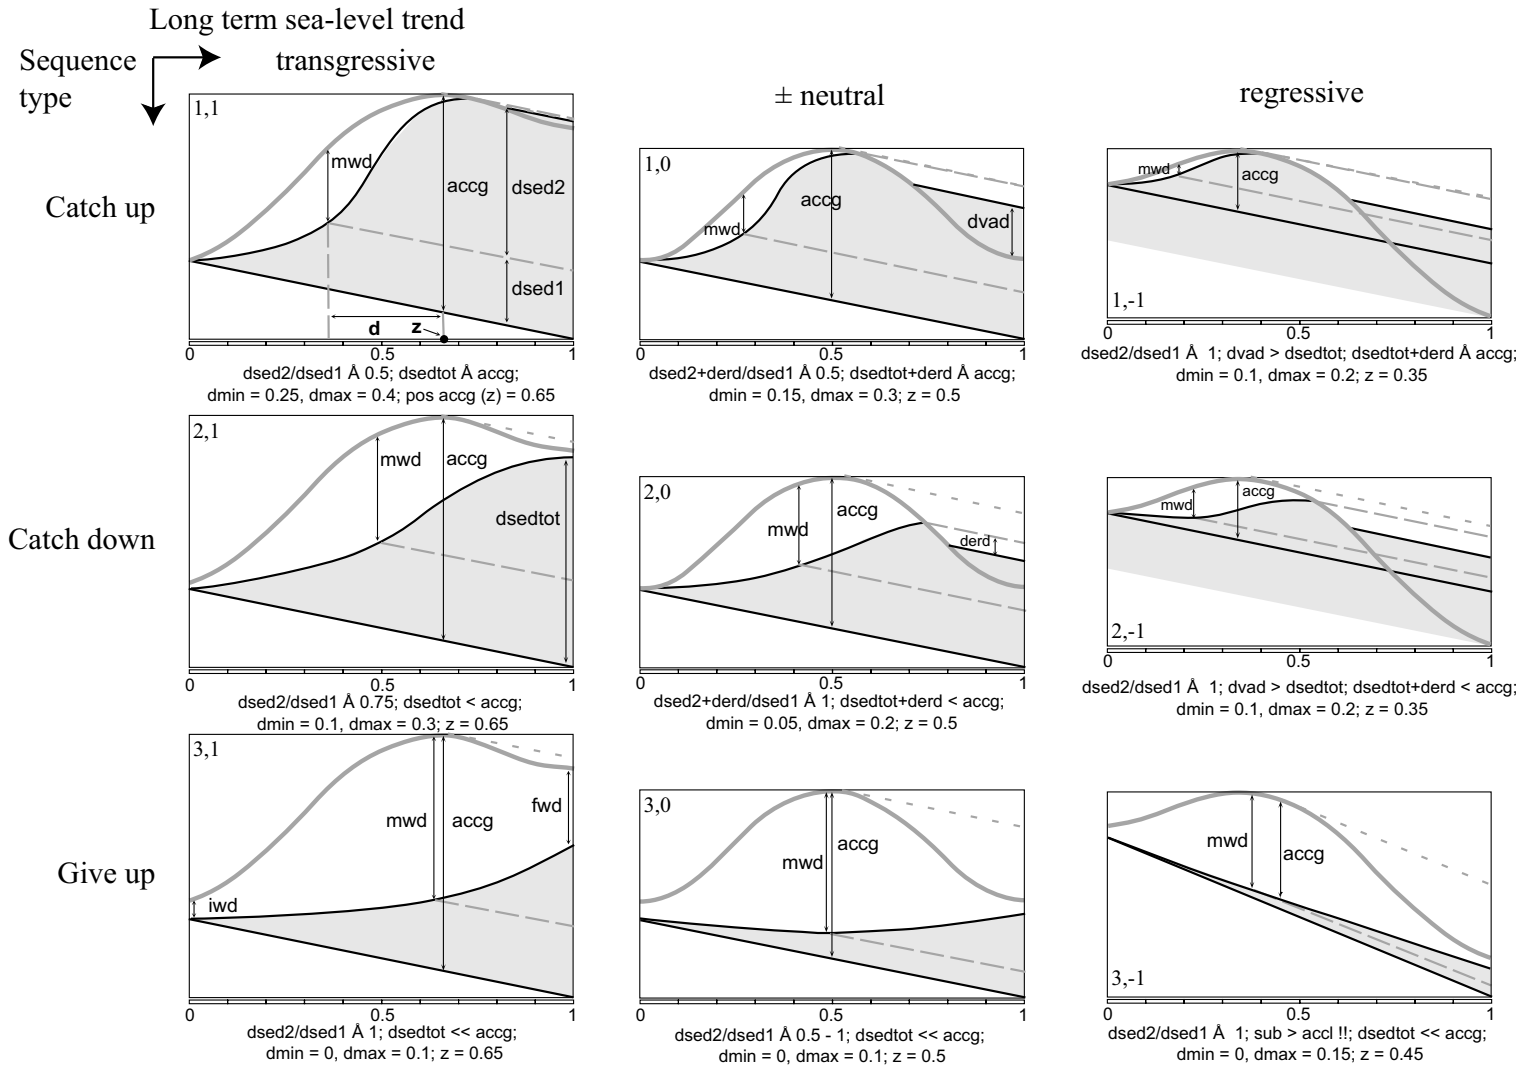 Long term sea-level trend
Sequence type
transgressive
± neutral
regressive
Catch up
1,1
mwd
accg
dsed2
dsed1
d
z
0 0.5 1
dsed2/dsed1 Å 0.5; dsedtot Å accg;
dmin = 0.25, dmax = 0.4; pos accg (z) = 0.65
1,0
mwd
accg
dvad
0 0.5 1
dsed2+derd/dsed1 Å 0.5; dsedtot+derd Å accg;
dmin = 0.15, dmax = 0.3; z = 0.5
mwd
accg
1,-1
0 0.5 1
dsed2/dsed1 Å 1; dvad > dsedtot; dsedtot+derd Å accg;
dmin = 0.1, dmax = 0.2; z = 0.35
Catch down
2,1
mwd
accg
dsedtot
0 0.5 1
dsed2/dsed1 Å 0.75; dsedtot < accg;
dmin = 0.1, dmax = 0.3; z = 0.65
2,0
mwd
accg
derd
0 0.5 1
dsed2+derd/dsed1 Å 1; dsedtot+derd < accg;
dmin = 0.05, dmax = 0.2; z = 0.5
mwd
accg
2,-1
0 0.5 1
dsed2/dsed1 Å 1; dvad > dsedtot; dsedtot+derd < accg;
dmin = 0.1, dmax = 0.2; z = 0.35
Give up
3,1
mwd
accg
fwd
iwd
0 0.5 1
dsed2/dsed1 Å 1; dsedtot << accg;
dmin = 0, dmax = 0.1; z = 0.65
3,0
mwd
accg
0 0.5 1
dsed2/dsed1 Å 0.5 - 1; dsedtot << accg;
dmin = 0, dmax = 0.1; z = 0.5
mwd
accg
3,-1
0 0.5 1
dsed2/dsed1 Å 1; sub > accl !!; dsedtot << accg;
dmin = 0, dmax = 0.15; z = 0.45